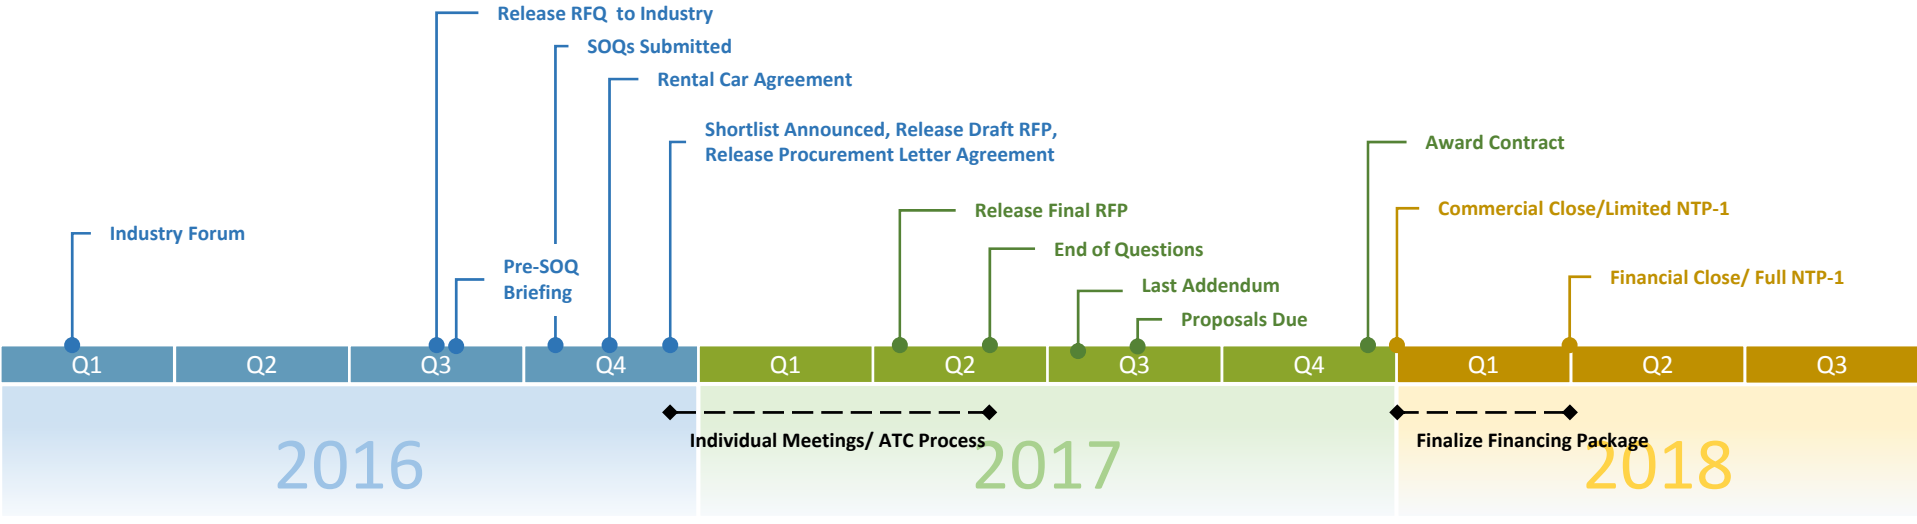 Release RFQ to Industry
SOQs Submitted
Rental Car Agreement
Shortlist Announced, Release Draft RFP,
Release Procurement Letter Agreement
Award Contract
Release Final RFP
Commercial Close/Limited NTP-1
Industry Forum
End of Questions
Pre-SOQ
Briefing
Last Addendum
Financial Close/ Full NTP-1
Proposals Due
Q1 Q2 Q3 Q4 Q1 Q2 Q3 Q4 Q1 Q2 Q3
Individual Meetings/ ATC Process
Finalize Financing Package
2016 2017 2018